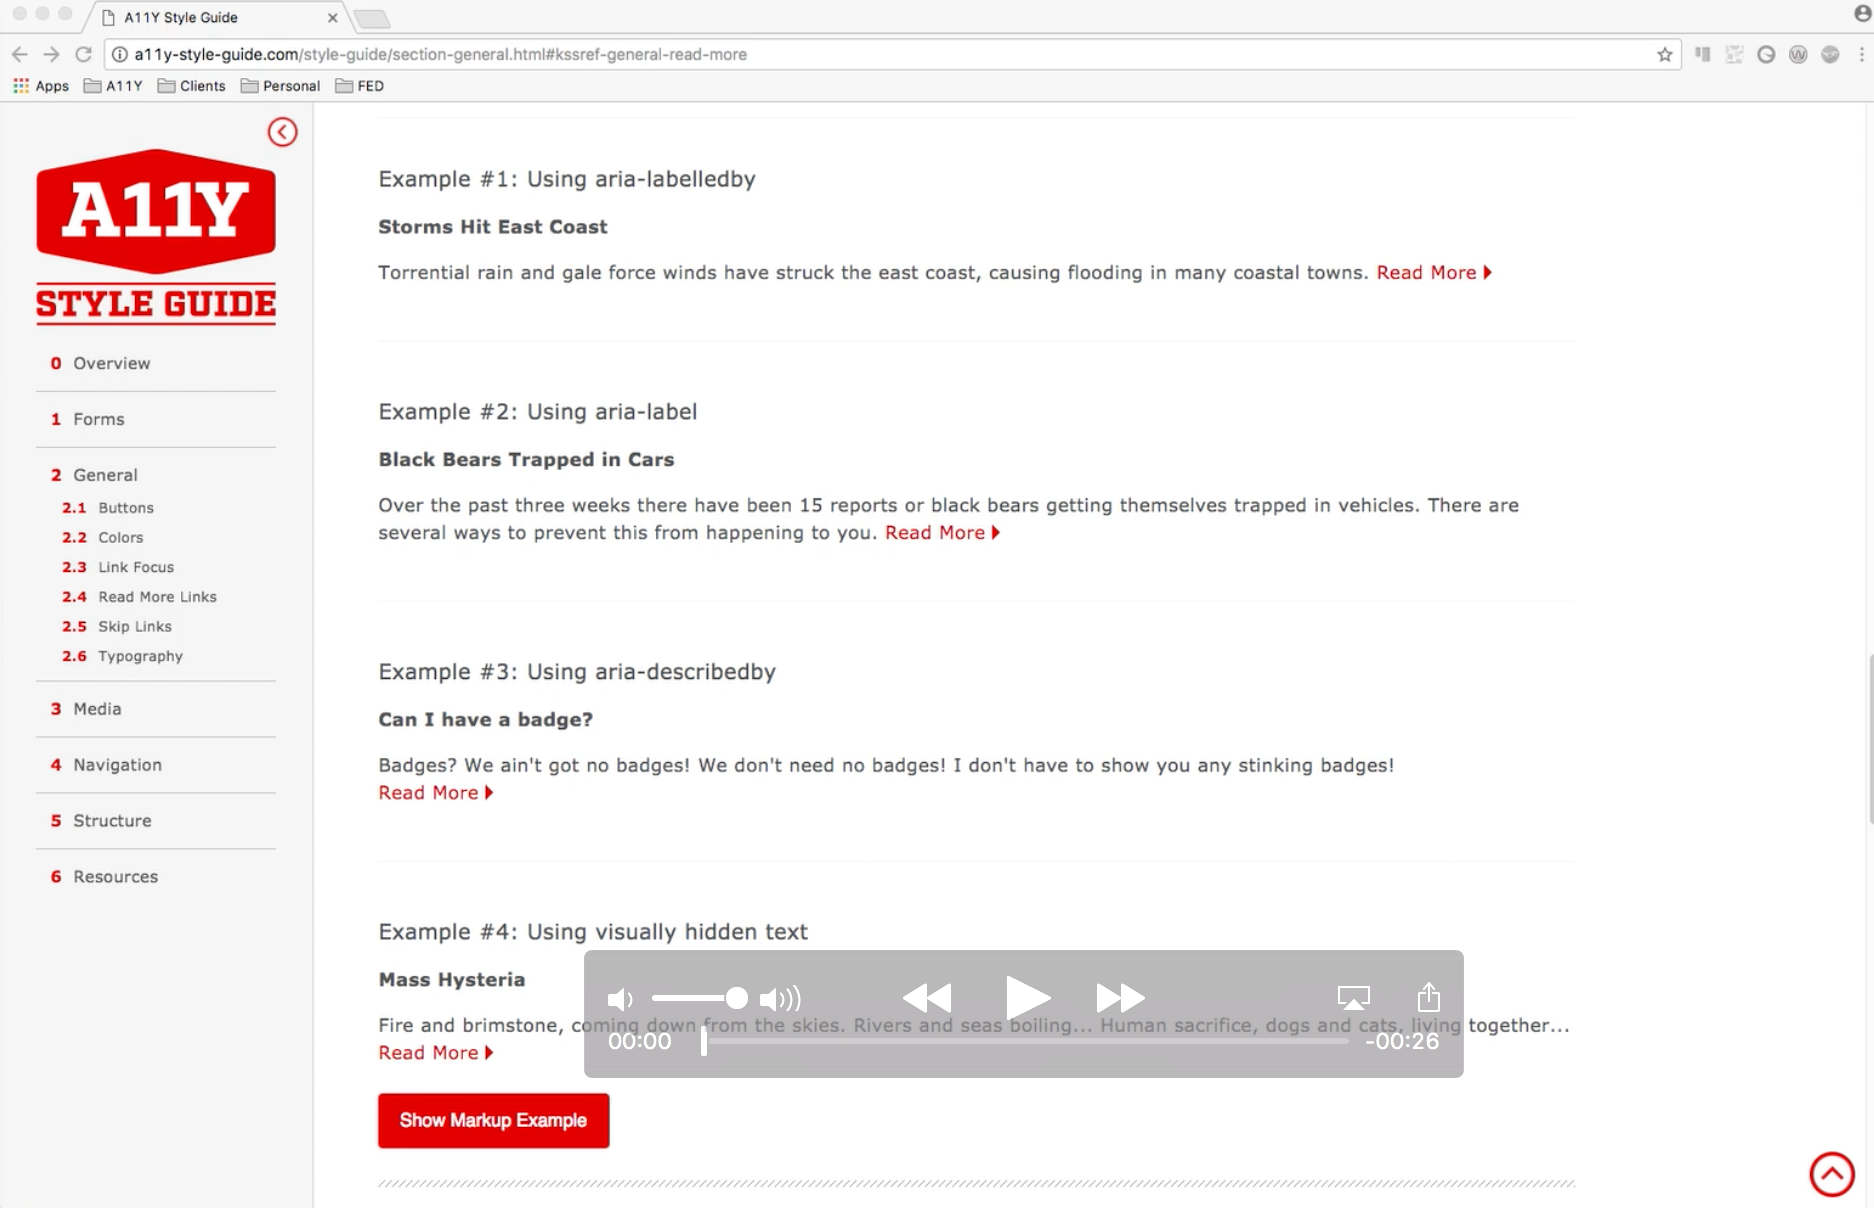 A11Y Style Guide
a11y-style-guide.com/style-guide/section-general.html#kssref-general-read-more
Apps A11Y Clients Personal FED
A11Y
STYLE GUIDE
0 Overview
1 Forms
2 General
2.1 Buttons
2.2 Colors
2.3 Link Focus
2.4 Read More Links
2.5 Skip Links
2.6 Typography
3 Media
4 Navigation
5 Structure
6 Resources
Example #1: Using aria-labelledby
Storms Hit East Coast
Torrential rain and gale force winds have struck the east coast, causing flooding in many coastal towns. Read More
Example #2: Using aria-label
Black Bears Trapped in Cars
Over the past three weeks there have been 15 reports or black bears getting themselves trapped in vehicles. There are
several ways to prevent this from happening to you. Read More
Example #3: Using aria-describedby
Can I have a badge?
Badges? We ain't got no badges! We don't need no badges! I don't have to show you any stinking badges!
Read More
Example #4: Using visually hidden text
Mass Hysteria
Fire and brimstone, coming down from the skies. Rivers and seas boiling... Human sacrifice, dogs and cats, living together...
Read More
00:00
-00:26
Show Markup Example